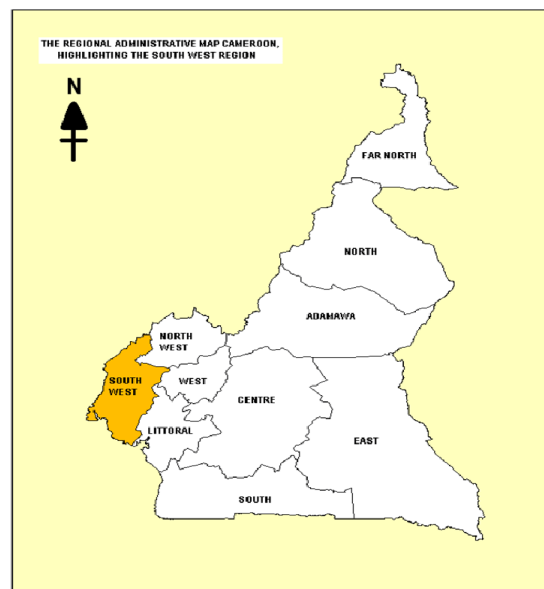 THE REGIONAL ADMINISTRATIVE MAP CAMEROON,
HIGHLIGHTING THE SOUTH WEST REGION
N
FAR NORTH
NORTH
ADAMAWA
NORTH
WEST
SOUTH
WEST
WEST
CENTRE
LITTORAL
EAST
SOUTH